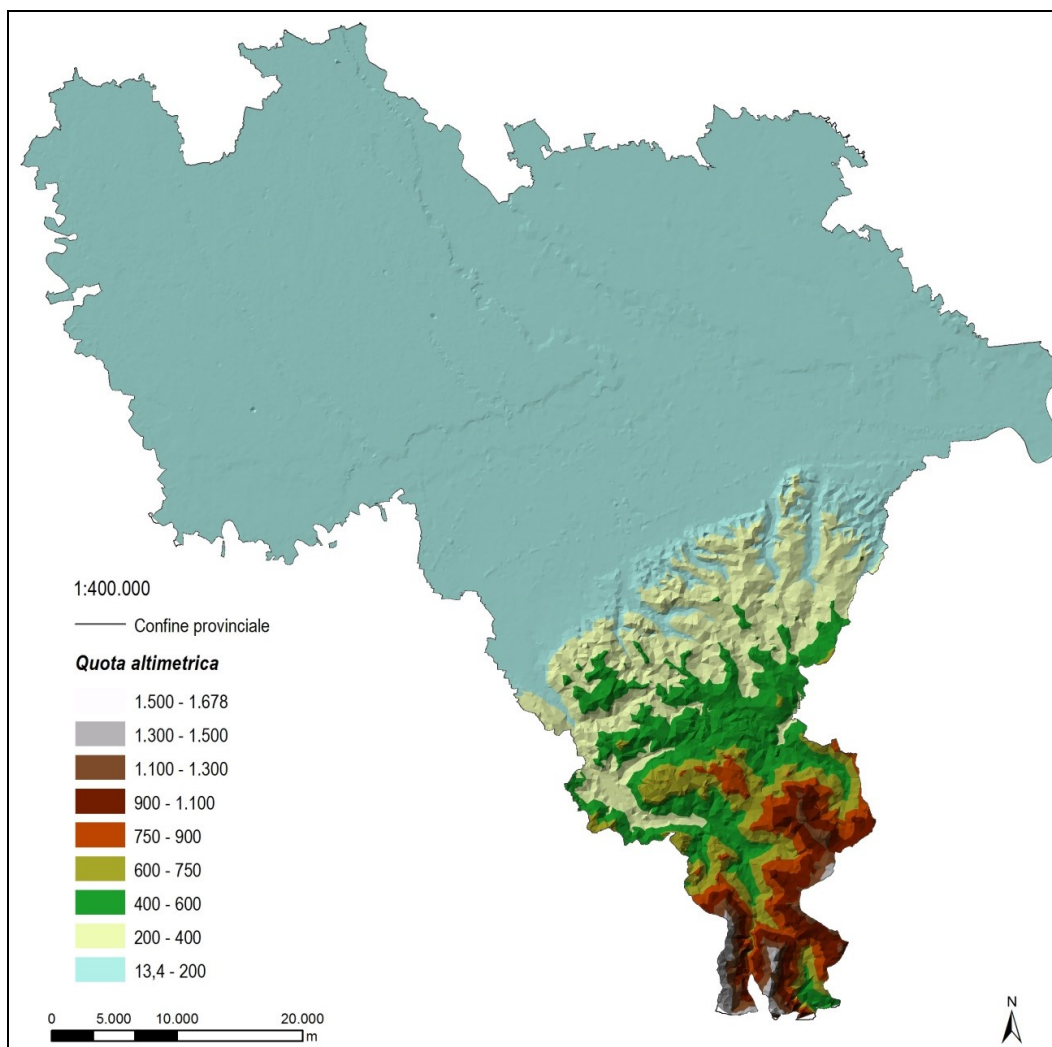 1:400.000
Confine provinciale
Quota altimetrica
1.500 - 1.678
1.300 - 1.500
1.100 - 1.300
900 - 1.100
750 - 900
600 - 750
400 - 600
200 - 400
13,4 - 200
0 5.000 10.000 20.000
m
N